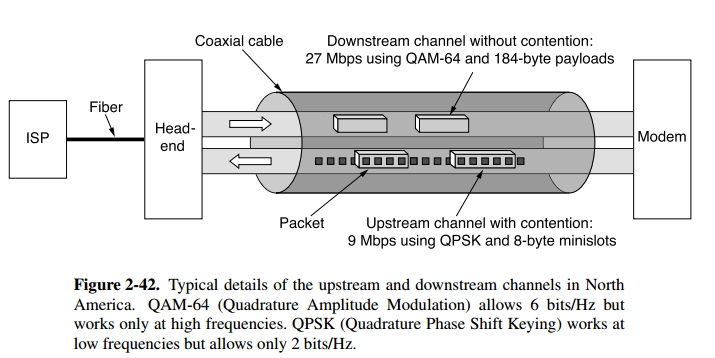 Coaxial cable
Downstream channel without contention:
27 Mbps using QAM-64 and 184-byte payloads
Fiber
ISP
Head-
end
Modem
Packet
Upstream channel with contention:
9 Mbps using QPSK and 8-byte minislots
Figure 2-42. Typical details of the upstream and downstream channels in North
America. QAM-64 (Quadrature Amplitude Modulation) allows 6 bits/Hz but
works only at high frequencies. QPSK (Quadrature Phase Shift Keying) works at
low frequencies but allows only 2 bits/Hz.